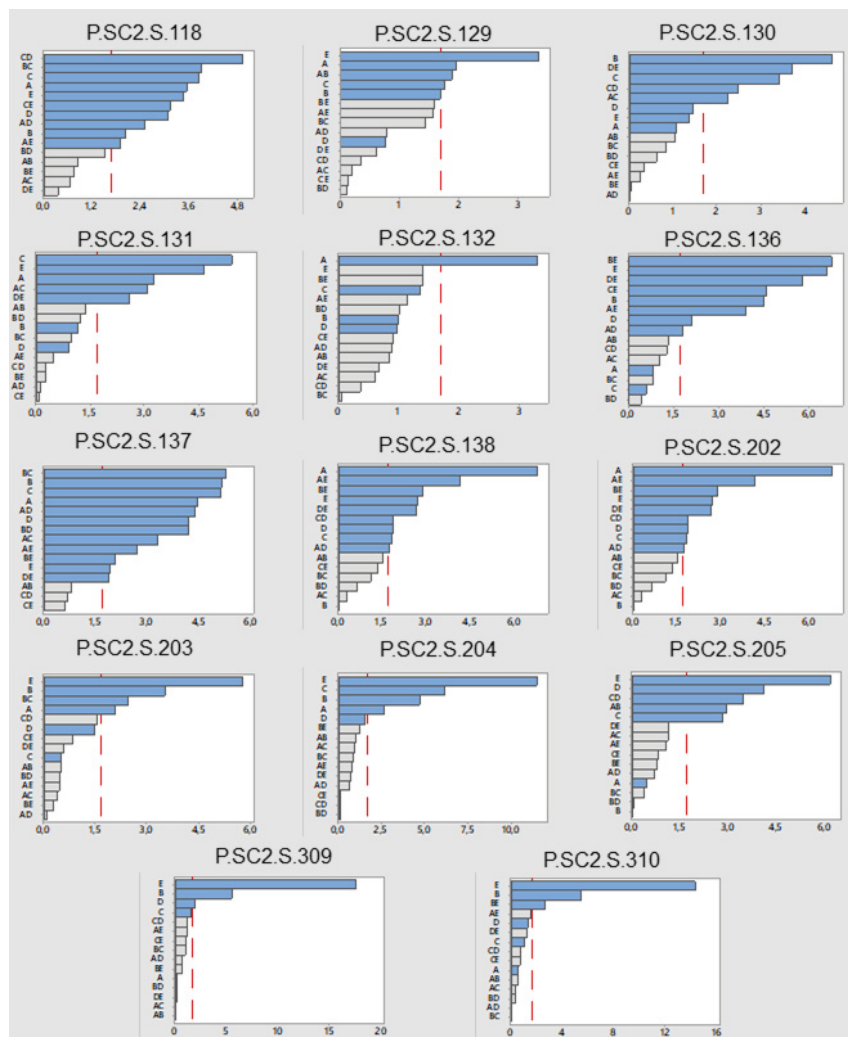 P.SC2.S.118
CD
BC
C
A
E
CE
D
AD
B
AE
BD
AB
BE
AC
DE
0,0 1,2 2,4 3,6 4,8
P.SC2.S.129
E
A
AB
C
B
BE
AE
BC
AD
D
DE
CD
AC
CE
BD
0 1 2 3
P.SC2.S.130
B
DE
C
CD
AC
D
E
A
AB
BC
BD
CE
AE
BE
AD
0 1 2 3 4
P.SC2.S.131
C
E
A
AC
DE
AB
BD
B
BC
D
AE
CD
BE
AD
CE
0,0 1,5 3,0 4,5 6,0
P.SC2.S.132
A
E
BE
C
AE
BD
B
D
CE
AD
AB
DE
AC
CD
BC
0 1 2 3
P.SC2.S.136
BE
E
DE
CE
B
AE
D
AD
AB
CD
AC
A
BC
C
BD
0,0 1,5 3,0 4,5 6,0
P.SC2.S.137
BC
B
C
A
AD
D
BD
AC
AE
BE
E
DE
AB
CD
CE
0,0 1,5 3,0 4,5 6,0
P.SC2.S.138
A
AE
BE
E
DE
CD
D
C
AD
AB
CE
BC
BD
AC
B
0,0 1,5 3,0 4,5 6,0
P.SC2.S.202
A
AE
BE
E
DE
CD
D
C
AD
AB
CE
BC
BD
AC
B
0,0 1,5 3,0 4,5 6,0
P.SC2.S.203
E
B
BC
A
CD
D
CE
DE
C
AB
BD
AE
AC
BE
AD
0,0 1,5 3,0 4,5 6,0
P.SC2.S.204
E
C
B
A
D
BE
AB
AC
BC
AE
DE
AD
CE
CD
BD
0,0 2,5 5,0 7,5 10,0
P.SC2.S.205
E
D
CD
AB
C
DE
AC
AE
CE
BE
AD
A
BC
BD
B
0,0 1,5 3,0 4,5 6,0
P.SC2.S.309
E
B
D
C
CD
AE
CE
BC
AD
BE
A
BD
DE
AC
AB
0 5 10 15 20
P.SC2.S.310
E
B
BE
AE
D
DE
C
CD
CE
A
AB
AC
BD
AD
BC
0 4 8 12 16